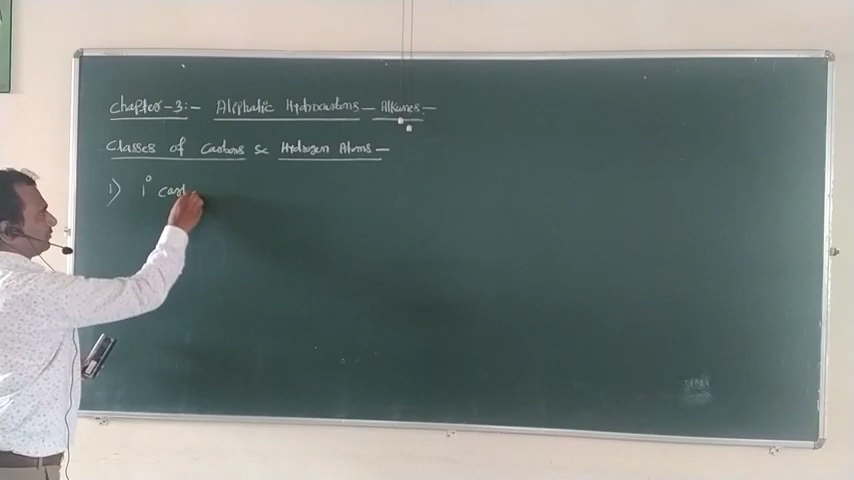 Chapter-3:- Aliphatic Hydrocarbons - Alkanes:-
Classes of Carbons & Hydrogen Atoms -
1) 1° carb